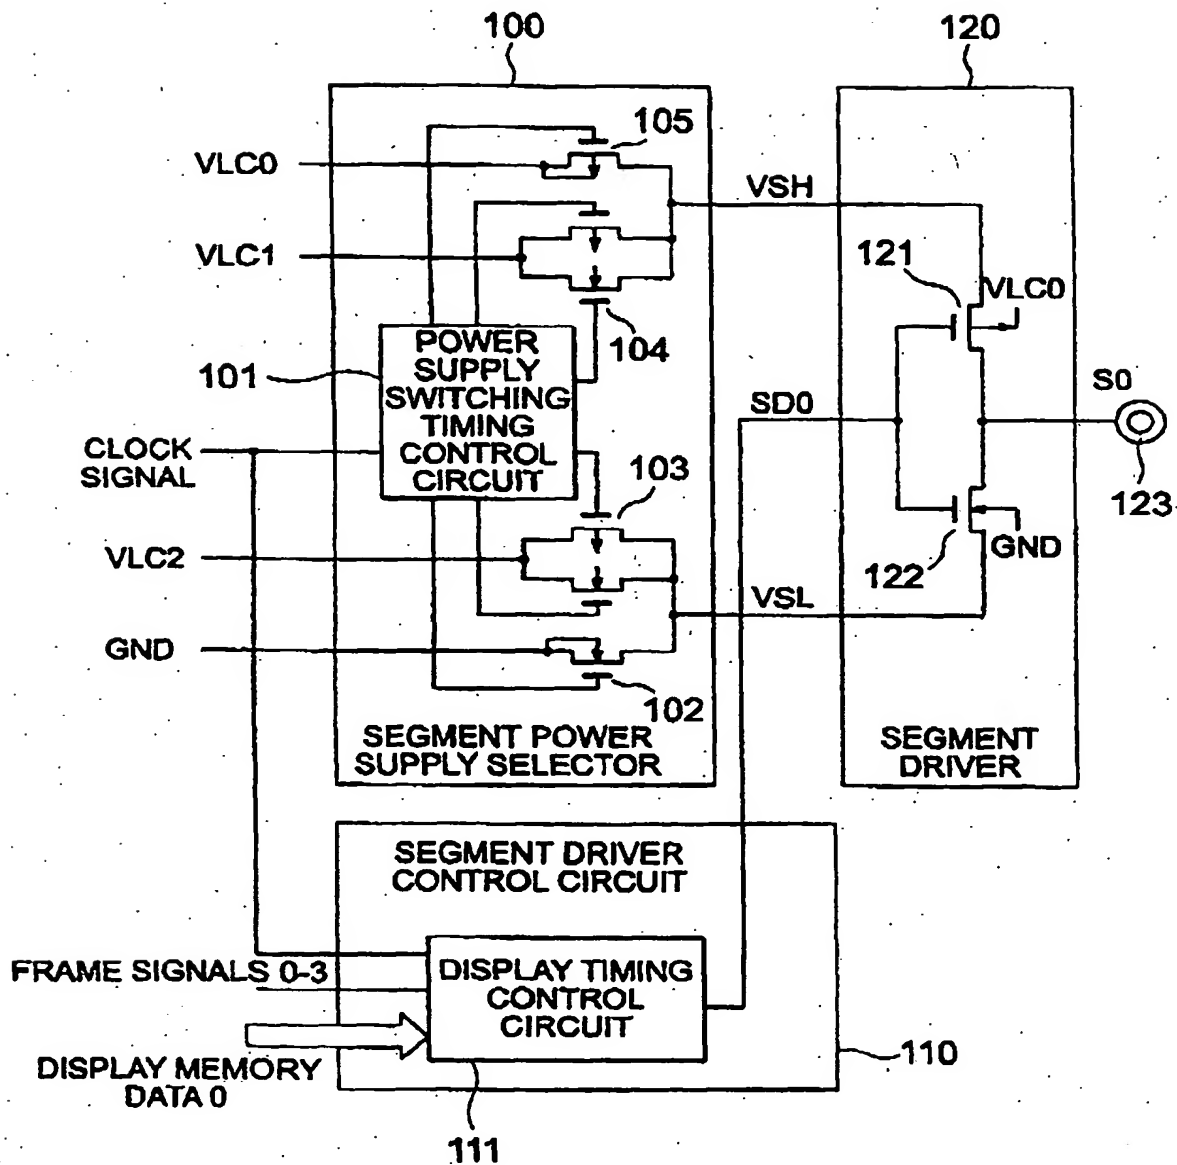 100
120
105
VLC0
VSH
VLC1
121
VLC0
104
POWER
SUPPLY
SWITCHING
TIMING
CONTROL
CIRCUIT
101
S0
SD0
CLOCK
SIGNAL
103
123
VLC2
GND
122
VSL
GND
102
SEGMENT POWER
SUPPLY SELECTOR
SEGMENT
DRIVER
SEGMENT DRIVER
CONTROL CIRCUIT
FRAME SIGNALS 0-3
DISPLAY TIMING
CONTROL
CIRCUIT
DISPLAY MEMORY
DATA 0
110
111